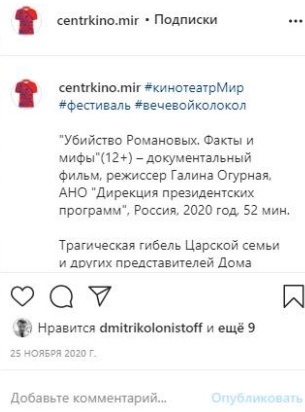 centrkino.mir • Подписки
centrkino.mir #кинотеатрМир
#фестиваль #вечевойколокол
"Убийство Романовых. Факты и
мифы"(12+) – документальный
фильм, режиссер Галина Огурная,
АНО "Дирекция президентских
программ", Россия, 2020 год, 52 мин.
Трагическая гибель Царской семьи
и других представителей Дома
Нравится dmitrikolonistoff и ещё 9
25 НОЯБРЯ 2020 Г.
Добавьте комментарий...
Опубликовать